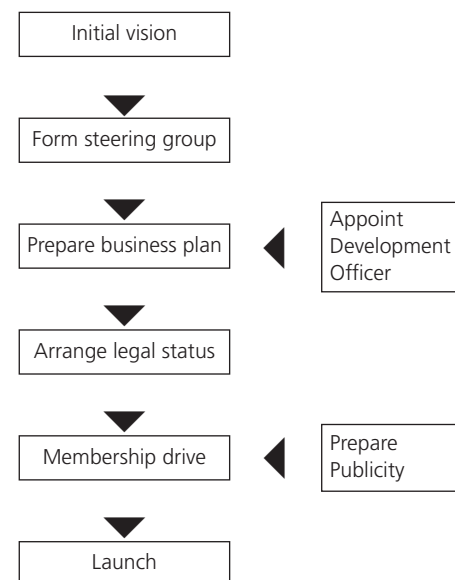 Initial vision
Form steering group
Prepare business plan
Appoint
Development
Officer
Arrange legal status
Membership drive
Prepare
Publicity
Launch